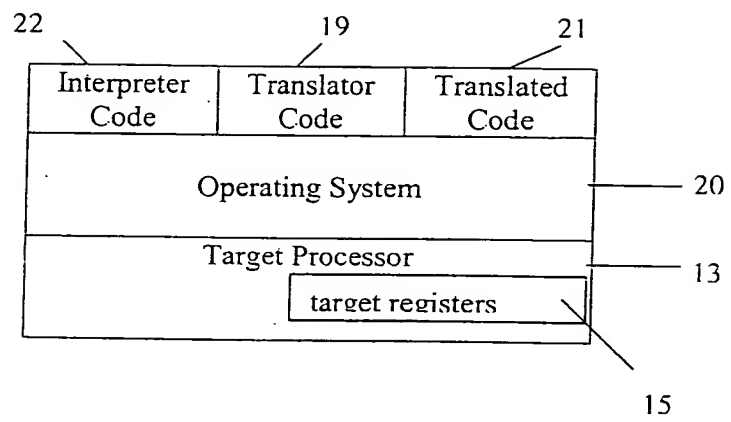 22 19 21
Interpreter Code
Translator Code
Translated Code
Operating System
20
Target Processor
13
target registers
15